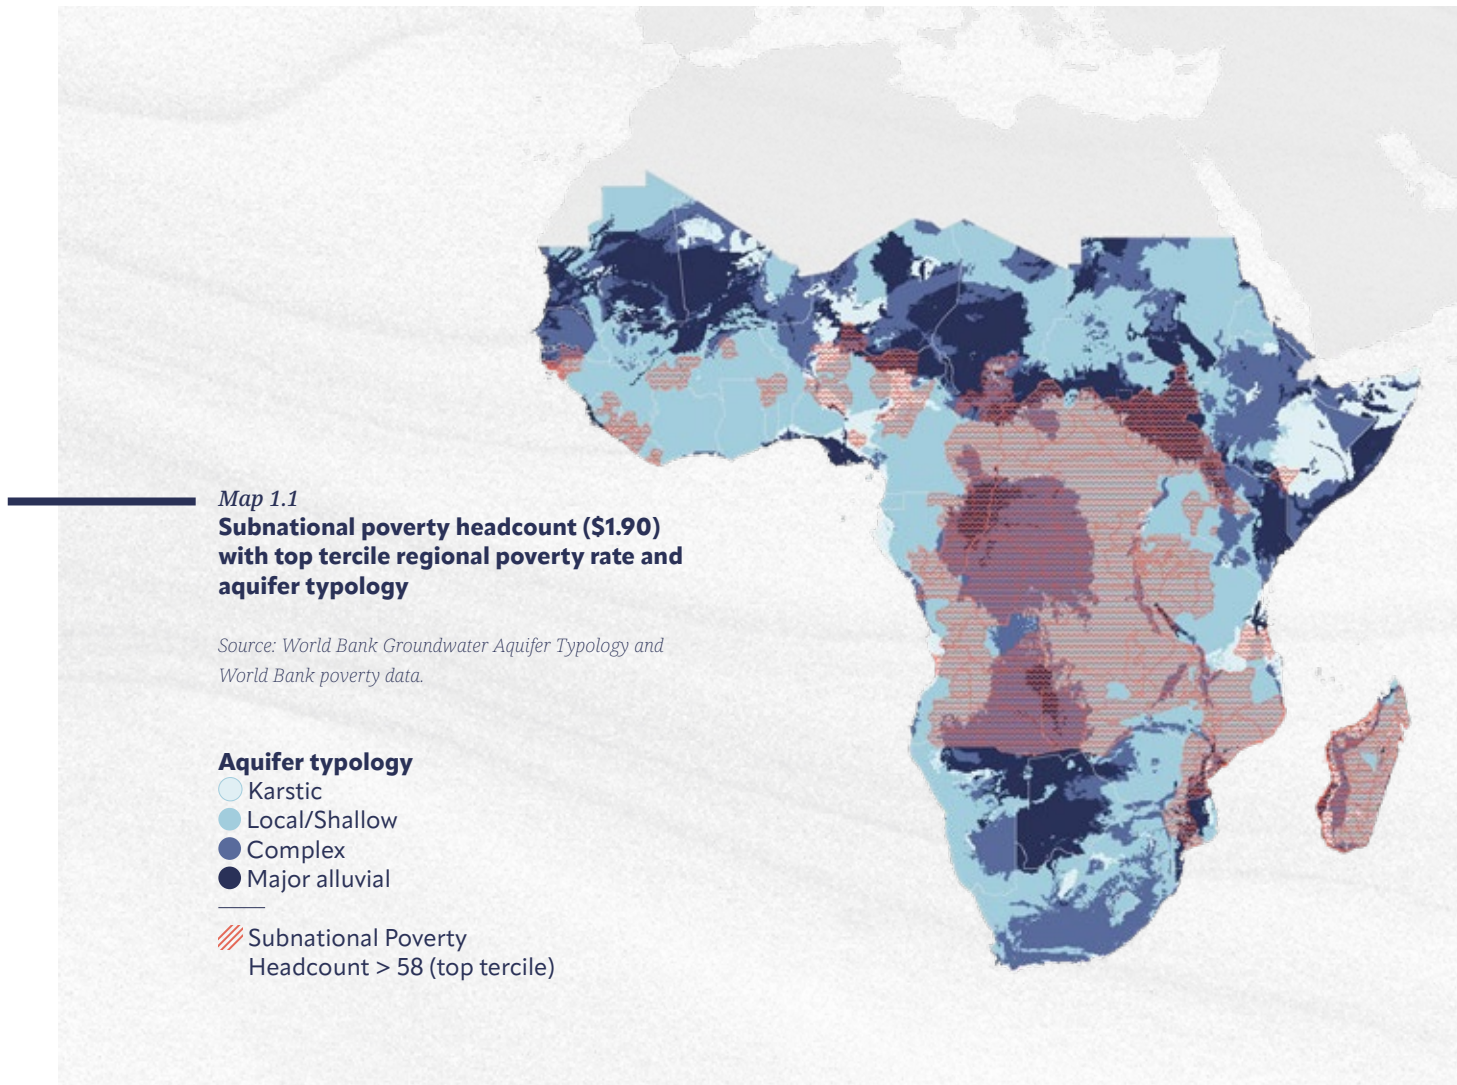 Map 1.1
Subnational poverty headcount ($1.90)
with top tercile regional poverty rate and
aquifer typology
Source: World Bank Groundwater Aquifer Typology and
World Bank poverty data.
Aquifer typology
Karstic
Local/Shallow
Complex
Major alluvial
Subnational Poverty
Headcount > 58 (top tercile)